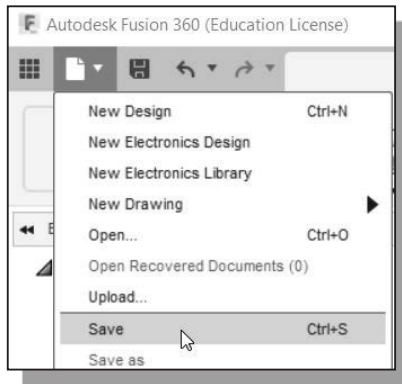 Autodesk Fusion 360 (Education License)
New Design Ctrl+N
New Electronics Design
New Electronics Library
New Drawing
Open... Ctrl+O
Open Recovered Documents (0)
Upload...
Save Ctrl+S
Save as